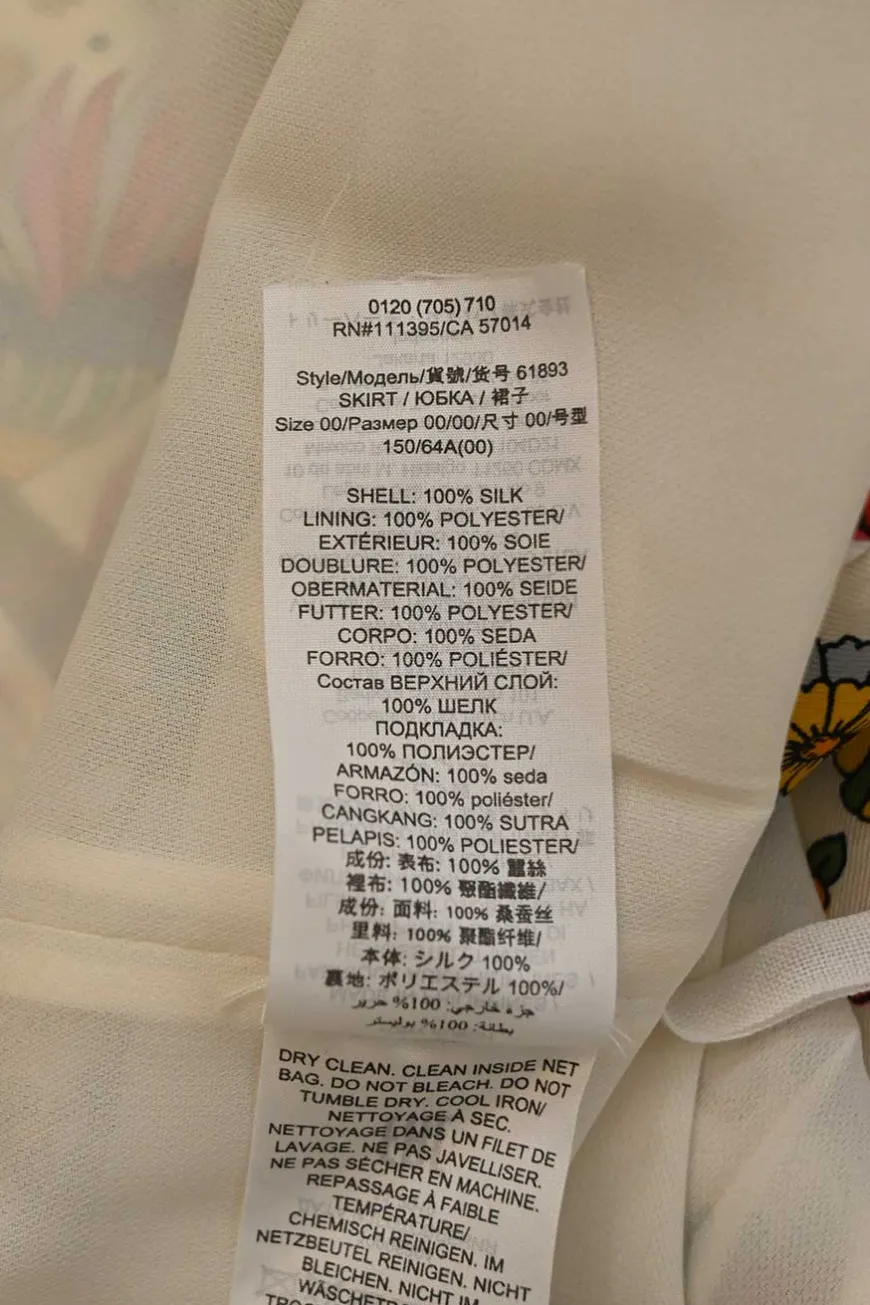 0120 (705) 710
RN#111395/CA 57014
Style/Модель/貨號/货号 61893
SKIRT / ЮБКА / 裙子
Size 00/Размер 00/00/尺寸 00/号型
150/64A(00)
SHELL: 100% SILK
LINING: 100% POLYESTER/
EXTÉRIEUR: 100% SOIE
DOUBLURE: 100% POLYESTER/
OBERMATERIAL: 100% SEIDE
FUTTER: 100% POLYESTER/
CORPO: 100% SEDA
FORRO: 100% POLIÉSTER/
Состав ВЕРХНИЙ СЛОЙ:
100% ШЕЛК
ПОДКЛАДКА:
100% ПОЛИЭСТЕР/
ARMAZÓN: 100% seda
FORRO: 100% poliéster/
CANGKANG: 100% SUTRA
PELAPIS: 100% POLIESTER/
成份: 表布: 100% 蠶絲
裡布: 100% 聚酯纖維/
成份: 面料: 100% 桑蚕丝
里料: 100% 聚酯纤维/
本体: シルク 100%
裏地: ポリエステル 100%/
جزء خارجي: 100% حرير
بطانة: 100% بوليستر
DRY CLEAN. CLEAN INSIDE NET
BAG. DO NOT BLEACH. DO NOT
TUMBLE DRY. COOL IRON/
NETTOYAGE À SEC.
NETTOYAGE DANS UN FILET DE
LAVAGE. NE PAS JAVELLISER.
NE PAS SÉCHER EN MACHINE.
REPASSAGE À FAIBLE
TEMPÉRATURE/
CHEMISCH REINIGEN. IM
NETZBEUTEL REINIGEN. NICHT
BLEICHEN. NICHT IM